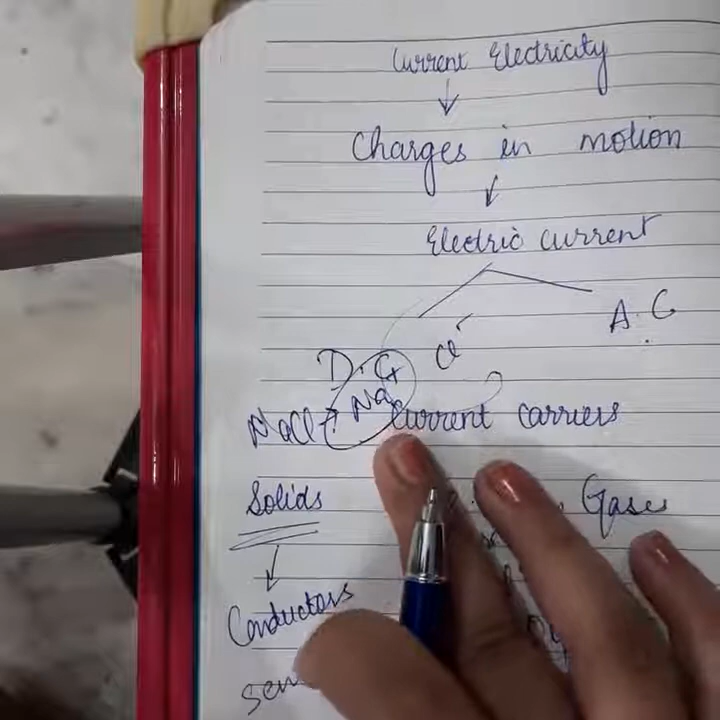 Current Electricity
Charges in motion
Electric current
D.C A.C
NaCl → Na+ Cl-
Current carriers
Solids Gases
Conductors